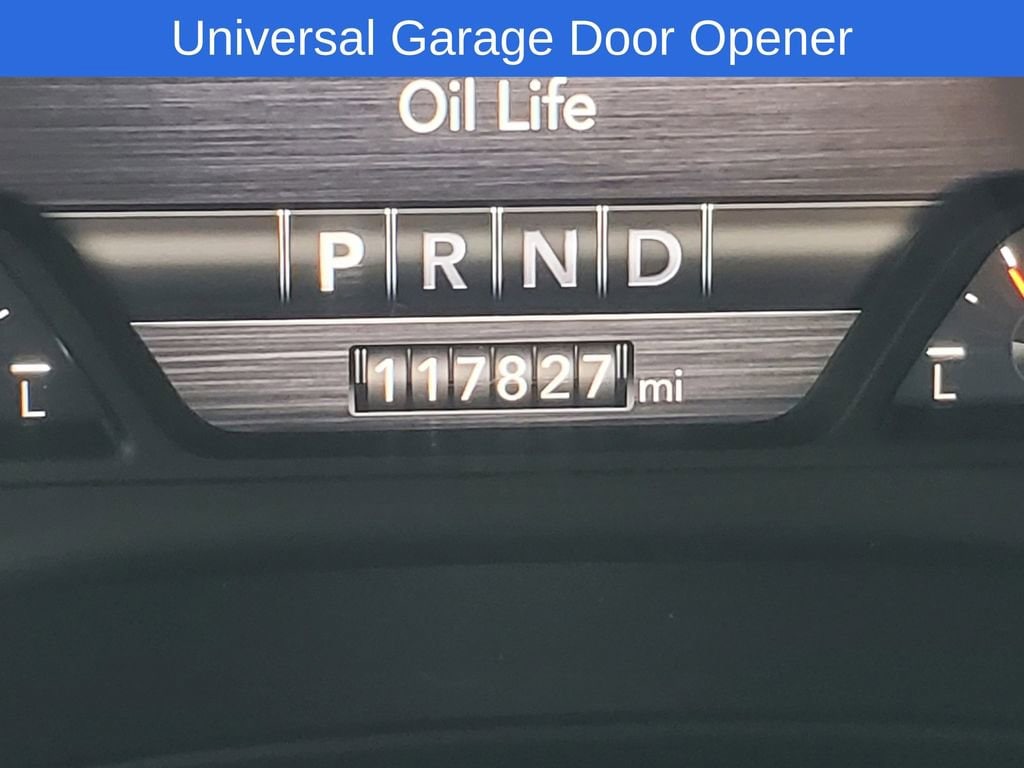 Universal Garage Door Opener
Oil Life
P R N D
117827 mi
L L